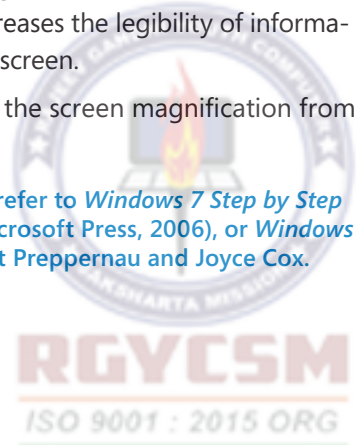 reases the legibility of informa-
screen.
the screen magnification from
refer to Windows 7 Step by Step
crosoft Press, 2006), or Windows
t Preppernau and Joyce Cox.
RGYCSM
ISO 9001 : 2015 ORG